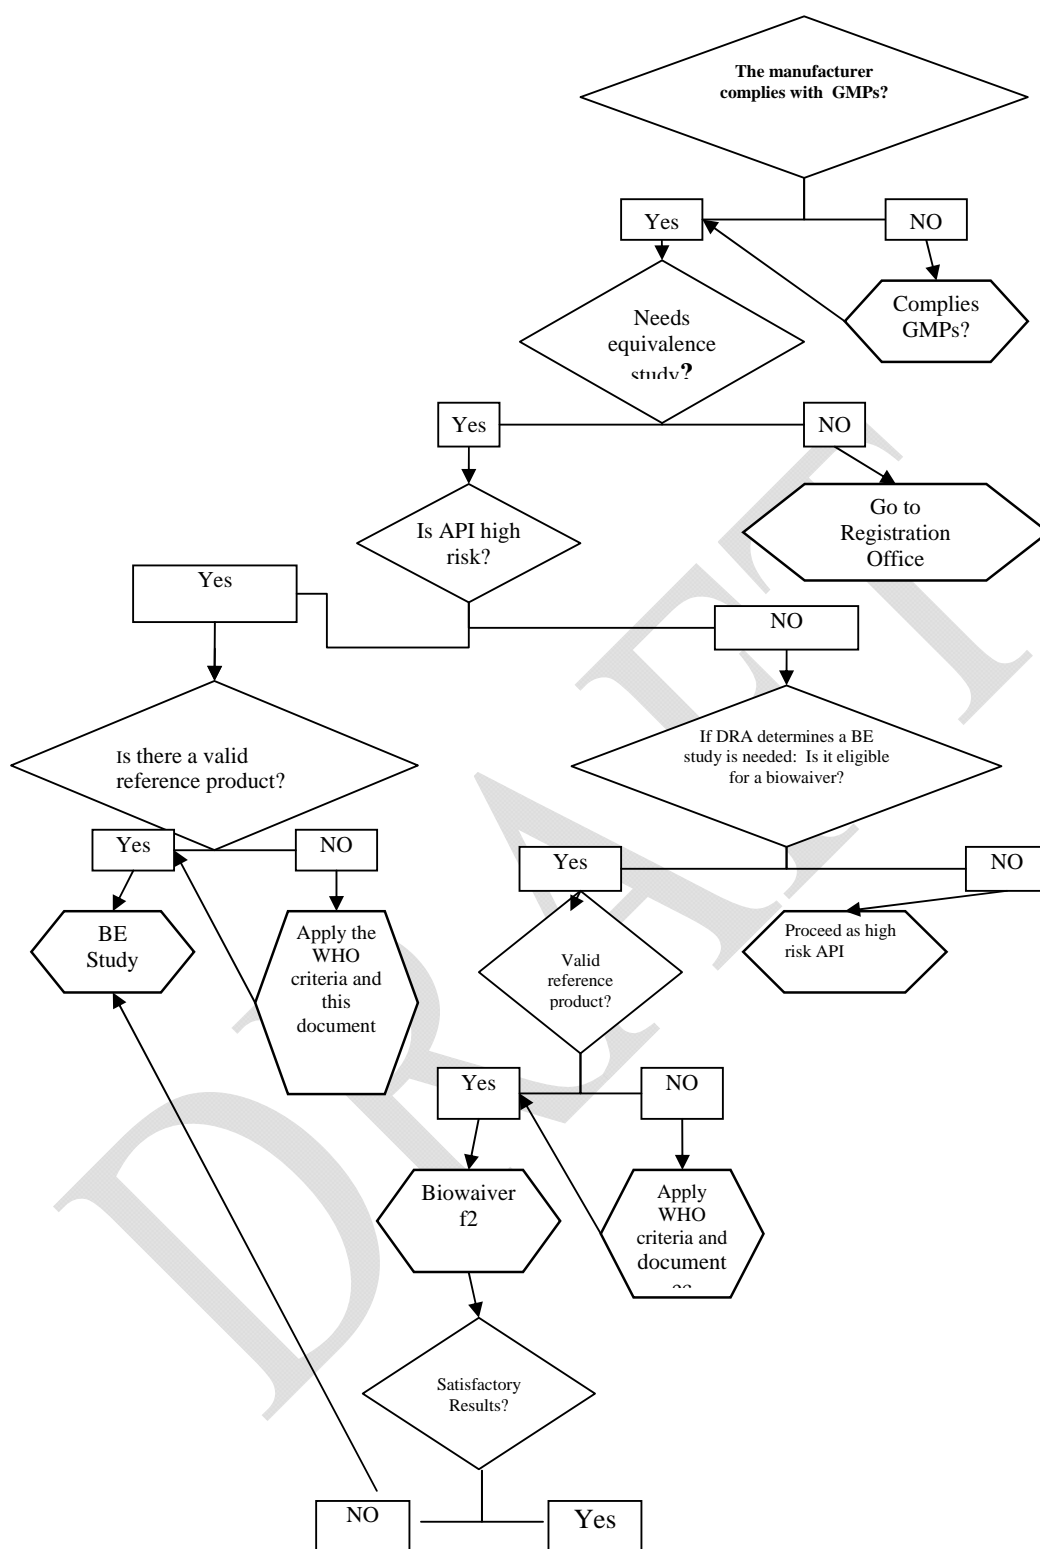 The manufacturer
complies with GMPs?
Yes
NO
Complies
GMPs?
Needs
equivalence
study?
Yes
NO
Go to
Registration
Office
Is API high
risk?
Yes
NO
Is there a valid
reference product?
If DRA determines a BE
study is needed: Is it eligible
for a biowaiver?
Yes
NO
Yes
NO
BE
Study
Apply the
WHO
criteria and
this
document
Valid
reference
product?
Proceed as high
risk API
Yes
NO
Biowaiver
f2
Apply
WHO
criteria and
document
Satisfactory
Results?
NO
Yes
DRAFT